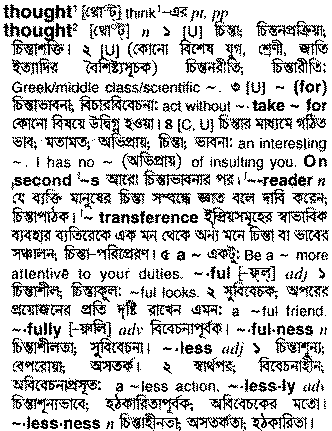 thought¹ [থোট্] think¹-এর pt, pp
thought² [থোট্] n ১ [U] চিন্তা; চিন্তনপ্রক্রিয়া;
চিন্তাশক্তি। ২ [U] (কোনো বিশেষ যুগ, শ্রেণী, জাতি
ইত্যাদির বৈশিষ্ট্যসূচক) চিন্তনরীতি; চিন্তারীতি:
Greek/middle class/scientific ~. ৩ [U] ~ (for)
চিন্তাভাবনা; বিচারবিবেচনা: act without ~. take ~ for
কোনো বিষয়ে উদ্বিগ্ন হওয়া। ৪ [C, U] চিন্তার মাধ্যমে গঠিত
ভাব; মতামত; অভিপ্রায়; চিন্তা; ভাবনা: an interesting
~. I has no ~ (অভিপ্রায়) of insulting you. On
second ~s আরো চিন্তাভাবনার পর। ~-reader n
যে ব্যক্তি মানুষের চিন্তা সম্বন্ধে জ্ঞাত বলে দাবি করেন;
চিন্তাপাঠক। ~ transference ইন্দ্রিয়সমূহের স্বাভাবিক
ব্যবহার ব্যতিরেকে এক মন থেকে অন্য মনে চিন্তা বা ভাবের
সঞ্চালন; চিন্তা-পরিপ্রেরণ। ৫ a ~ একটু: Be a ~ more
attentive to your duties. ~·ful [-ফ্‌ল্] adj ১
চিন্তাশীল; চিন্তাকুল: ~ful looks. ২ সুবিবেচক; অপরের
প্রয়োজনের প্রতি দৃষ্টি রাখেন এমন: a ~ful friend.
~·fully [-ফালি] adv বিবেচনাপূর্বক। ~·ful·ness n
চিন্তাশীলতা; সুবিবেচনা। ~·less adj ১ চিন্তাশূন্য;
বেপরোয়া; অসতর্ক। ২ স্বার্থপর; বিবেচনাহীন;
অবিবেচনাপ্রসূত: a ~less action. ~·less·ly adv
চিন্তাশূন্যভাবে; হঠকারিতাপূর্বক; অবিবেচকের মতো।
~·less·ness n চিন্তাহীনতা; অসতর্কতা; হঠকারিতা।